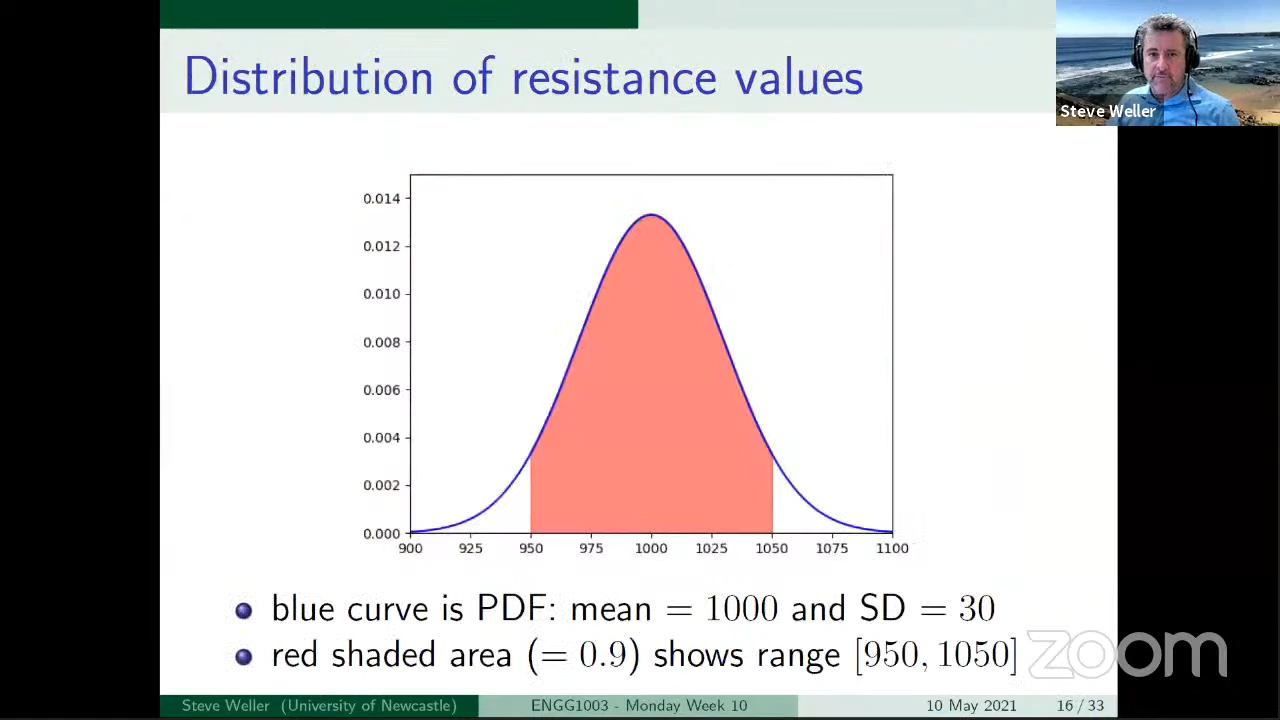 Distribution of resistance values
Steve Weller
0.014
0.012
0.010
0.008
0.006
0.004
0.002
0.000
900 925 950 975 1000 1025 1050 1075 1100
blue curve is PDF: mean = 1000 and SD = 30
red shaded area (= 0.9) shows range [950, 1050]
zoom
Steve Weller (University of Newcastle) ENGG1003 - Monday Week 10 10 May 2021 16 / 33